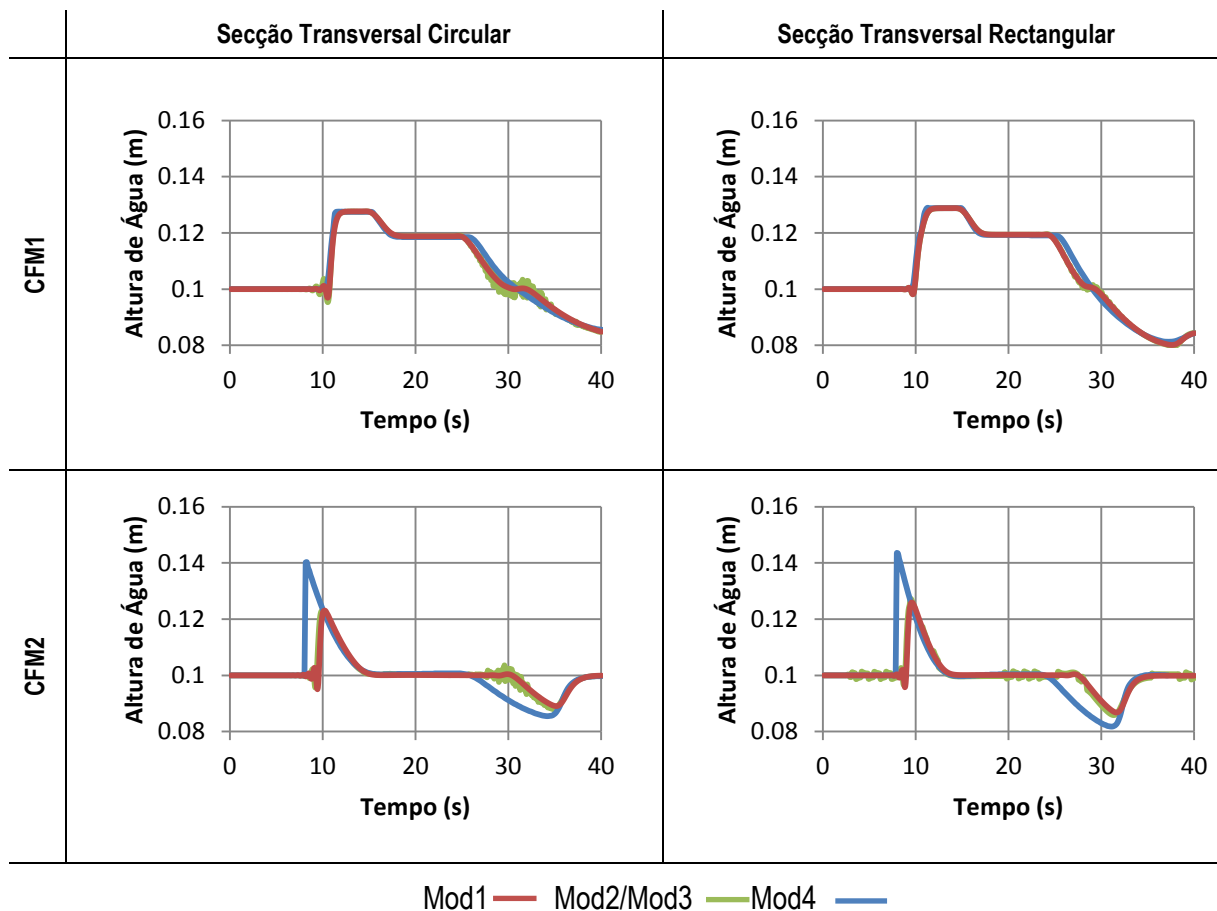 Secção Transversal Circular
Secção Transversal Rectangular
CFM1
Altura de Água (m)
0.16
0.14
0.12
0.1
0.08
0 10 20 30 40
Tempo (s)
Altura de Água (m)
0.16
0.14
0.12
0.1
0.08
0 10 20 30 40
Tempo (s)
CFM2
Altura de Água (m)
0.16
0.14
0.12
0.1
0.08
0 10 20 30 40
Tempo (s)
Altura de Água (m)
0.16
0.14
0.12
0.1
0.08
0 10 20 30 40
Tempo (s)
Mod1 Mod2/Mod3 Mod4